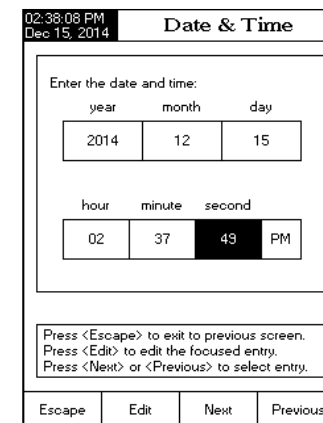 02:38:08 PM
Dec 15, 2014
Date & Time
Enter the date and time:
year month day
2014 12 15
hour minute second
02 37 49 PM
Press <Escape> to exit to previous screen.
Press <Edit> to edit the focused entry.
Press <Next> or <Previous> to select entry.
Escape Edit Next Previous